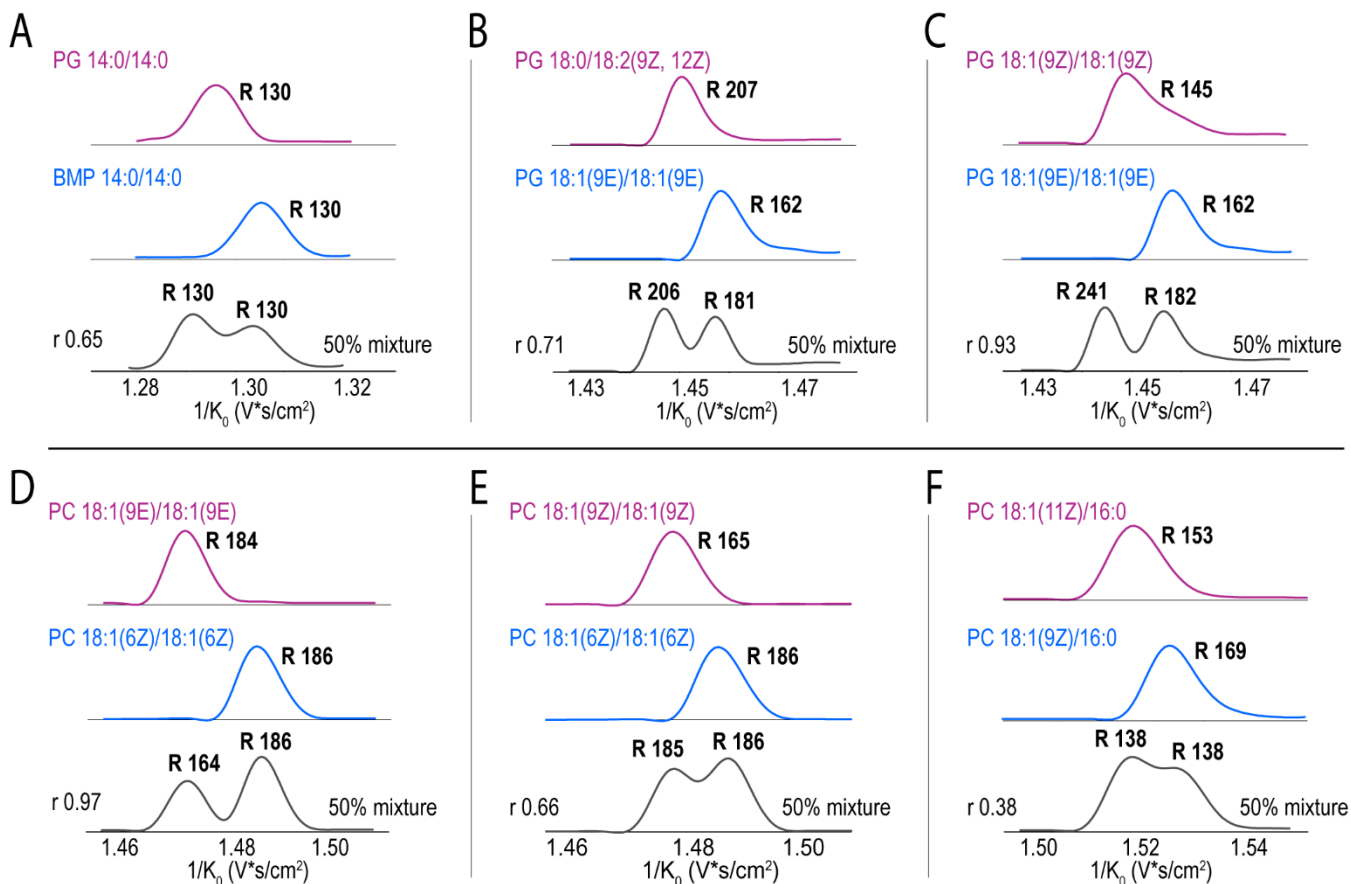 A
PG 14:0/14:0
R 130
BMP 14:0/14:0
R 130
R 130
R 130
r 0.65
50% mixture
1.28 1.30 1.32
1/K₀ (V*s/cm²)
B
PG 18:0/18:2(9Z, 12Z)
R 207
PG 18:1(9E)/18:1(9E)
R 162
R 206
R 181
r 0.71
50% mixture
1.43 1.45 1.47
1/K₀ (V*s/cm²)
C
PG 18:1(9Z)/18:1(9Z)
R 145
PG 18:1(9E)/18:1(9E)
R 162
R 241
R 182
r 0.93
50% mixture
1.43 1.45 1.47
1/K₀ (V*s/cm²)
D
PC 18:1(9E)/18:1(9E)
R 184
PC 18:1(6Z)/18:1(6Z)
R 186
R 186
R 164
r 0.97
50% mixture
1.46 1.48 1.50
1/K₀ (V*s/cm²)
E
PC 18:1(9Z)/18:1(9Z)
R 165
PC 18:1(6Z)/18:1(6Z)
R 186
R 185
R 186
r 0.66
50% mixture
1.46 1.48 1.50
1/K₀ (V*s/cm²)
F
PC 18:1(11Z)/16:0
R 153
PC 18:1(9Z)/16:0
R 169
R 138
R 138
r 0.38
50% mixture
1.50 1.52 1.54
1/K₀ (V*s/cm²)